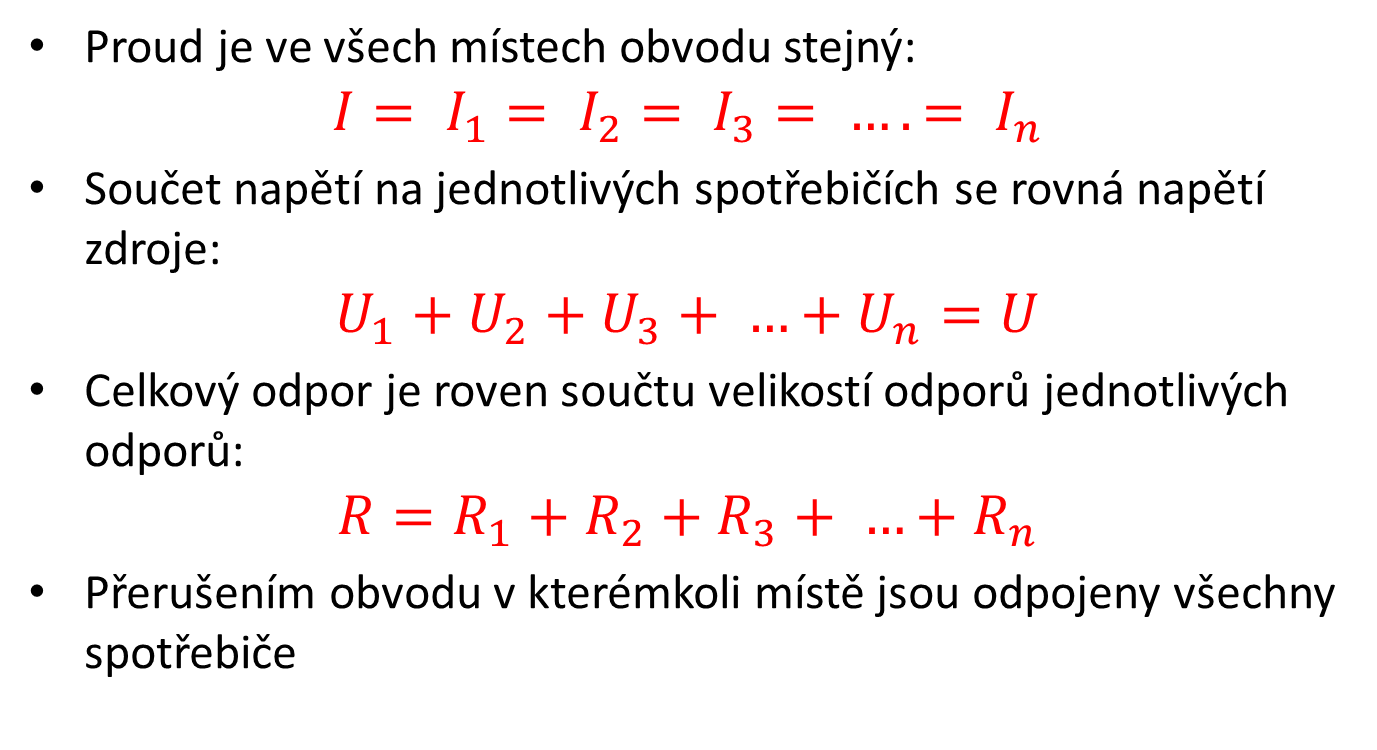 • Proud je ve všech místech obvodu stejný:
I = I₁ = I₂ = I₃ = … . = Iₙ
• Součet napětí na jednotlivých spotřebičích se rovná napětí
zdroje:
U₁ + U₂ + U₃ + … + Uₙ = U
• Celkový odpor je roven součtu velikostí odporů jednotlivých
odporů:
R = R₁ + R₂ + R₃ + … + Rₙ
• Přerušením obvodu v kterémkoli místě jsou odpojeny všechny
spotřebiče